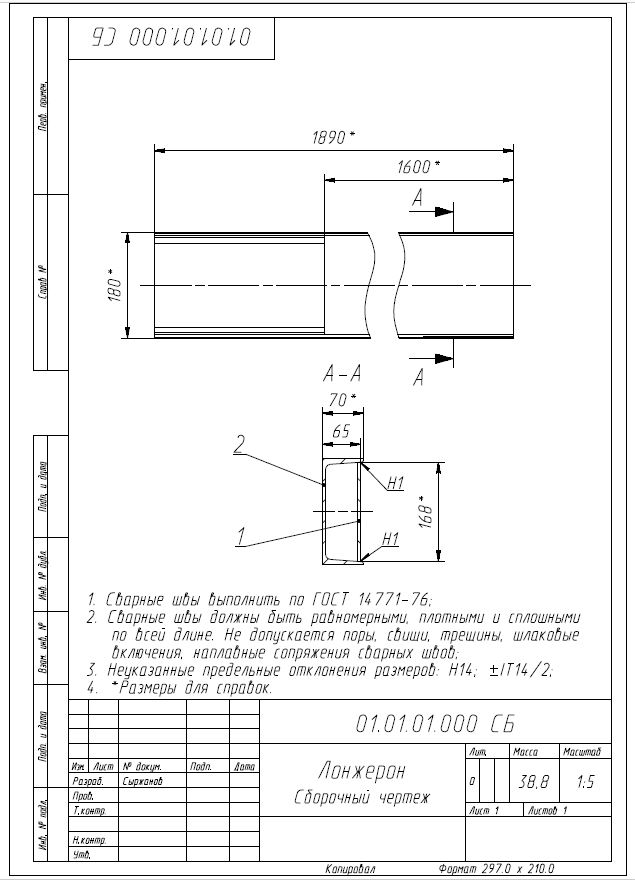 01.01.01.000 СБ
Перв. примен.
Справ №
Подп. и дата
Инв. № дубл.
Взам. инв. №
Подп. и дата
Инв. № подл.
1890*
1600*
А
180*
А
А-А
70*
65
2
Н1
168*
1
Н1
1. Сварные швы выполнить по ГОСТ 14771-76;
2. Сварные швы должны быть равномерными, плотными и сплошными
по всей длине. Не допускается поры, свищи, трещины, шлаковые
включения, наплавные сопряжения сварных швов;
3. Неуказанные предельные отклонения размеров: Н14; ±IT14/2;
4. *Размеры для справок.
01.01.01.000 СБ
Изм. Лист № докум. Подп. Дата
Разраб. Сыржанов
Пров.
Т.контр.
Н.контр.
Утв.
Лонжерон
Сборочный чертеж
Лит. Масса Масштаб
О 38,8 1:5
Лист 1 Листов 1
Копировал Формат 297.0 x 210.0